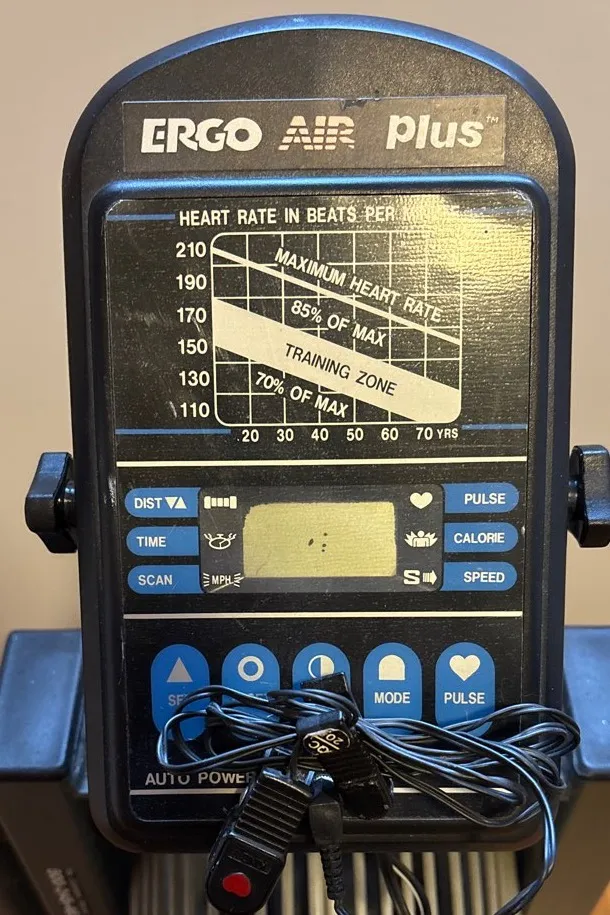 ERGO AIR Plus™
HEART RATE IN BEATS PER
210
190
170
150
130
110
MAXIMUM HEART RATE
85% OF MAX
TRAINING ZONE
70% OF MAX
20 30 40 50 60 70 YRS
DIST PULSE
TIME CALORIE
MPH
SCAN SPEED
MODE PULSE
AUTO POWER